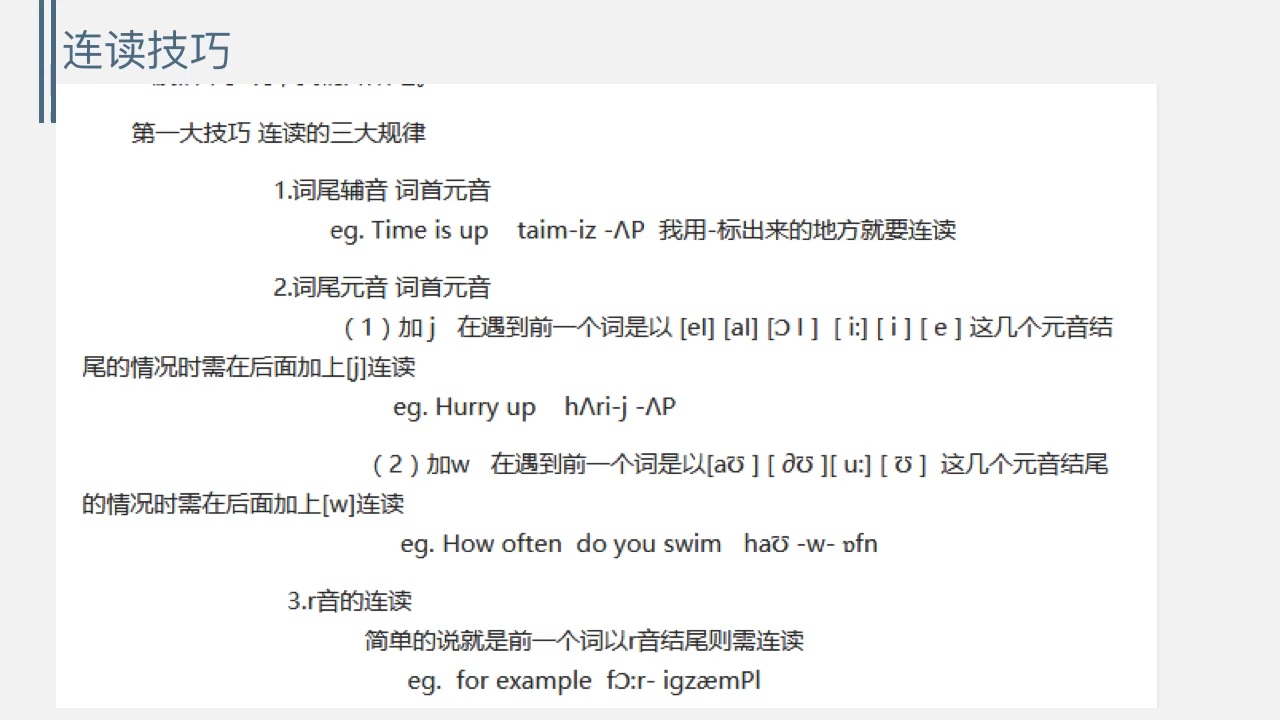 连读技巧
第一大技巧 连读的三大规律
1.词尾辅音 词首元音
eg. Time is up taim-iz -ɅP 我用-标出来的地方就要连读
2.词尾元音 词首元音
（1）加 j 在遇到前一个词是以 [el] [al] [Ɔ l ] [ i:] [ i ] [ e ] 这几个元音结
尾的情况时需在后面加上[j]连读
eg. Hurry up hɅri-j -ɅP
（2）加w 在遇到前一个词是以[aʊ ] [ ∂ʊ ][ u:] [ ʊ ] 这几个元音结尾
的情况时需在后面加上[w]连读
eg. How often do you swim haʊ -w- ɒfn
3.r音的连读
简单的说就是前一个词以r音结尾则需连读
eg. for example fƆ:r- igzæmPl